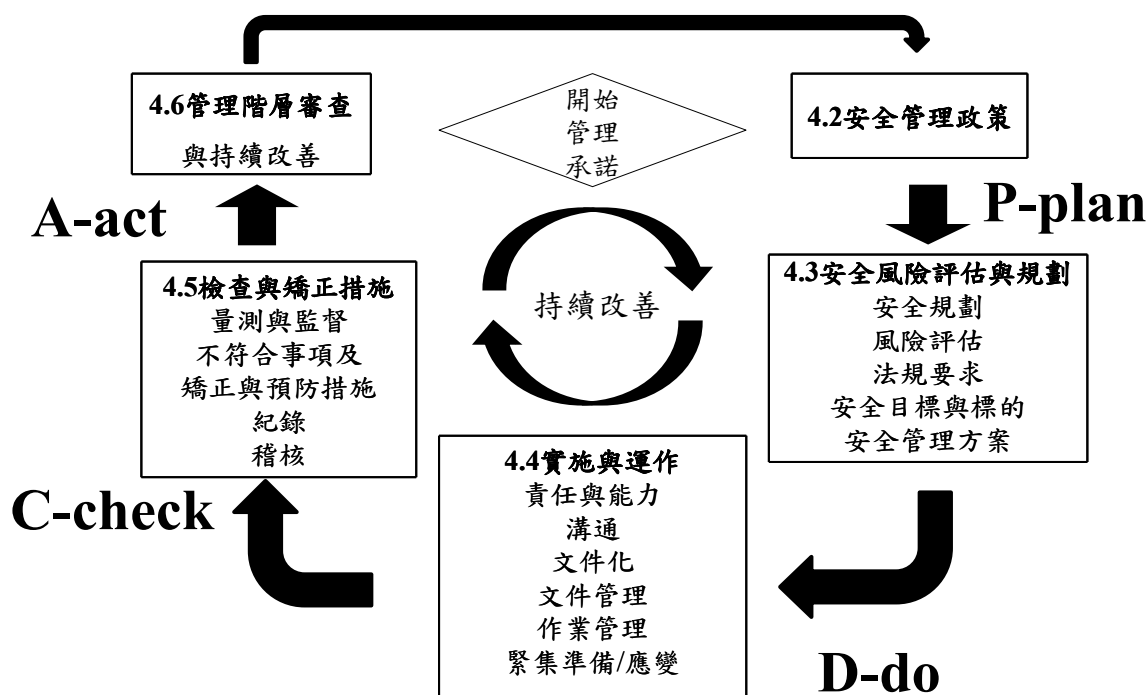 4.6管理階層審查
與持續改善
開始
管理
承諾
4.2安全管理政策
A-act
P-plan
4.5檢查與矯正措施
量測與監督
不符合事項及
矯正與預防措施
紀錄
稽核
持續改善
4.3安全風險評估與規劃
安全規劃
風險評估
法規要求
安全目標與標的
安全管理方案
C-check
4.4實施與運作
責任與能力
溝通
文件化
文件管理
作業管理
緊集準備/應變
D-do